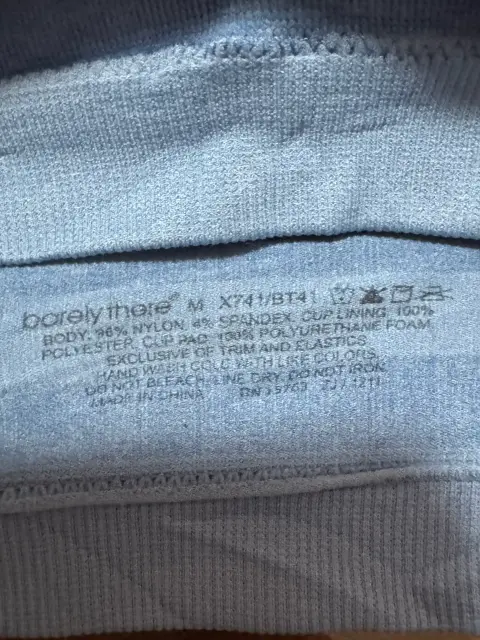 barely there® M X741/BT41
BODY: 96% NYLON, 4% SPANDEX, CUP LINING: 100%
POLYESTER, CUP PAD: 100% POLYURETHANE FOAM
EXCLUSIVE OF TRIM AND ELASTICS
HAND WASH COLD WITH LIKE COLORS.
DO NOT BLEACH. LINE DRY. DO NOT IRON.
MADE IN CHINA RN 15763